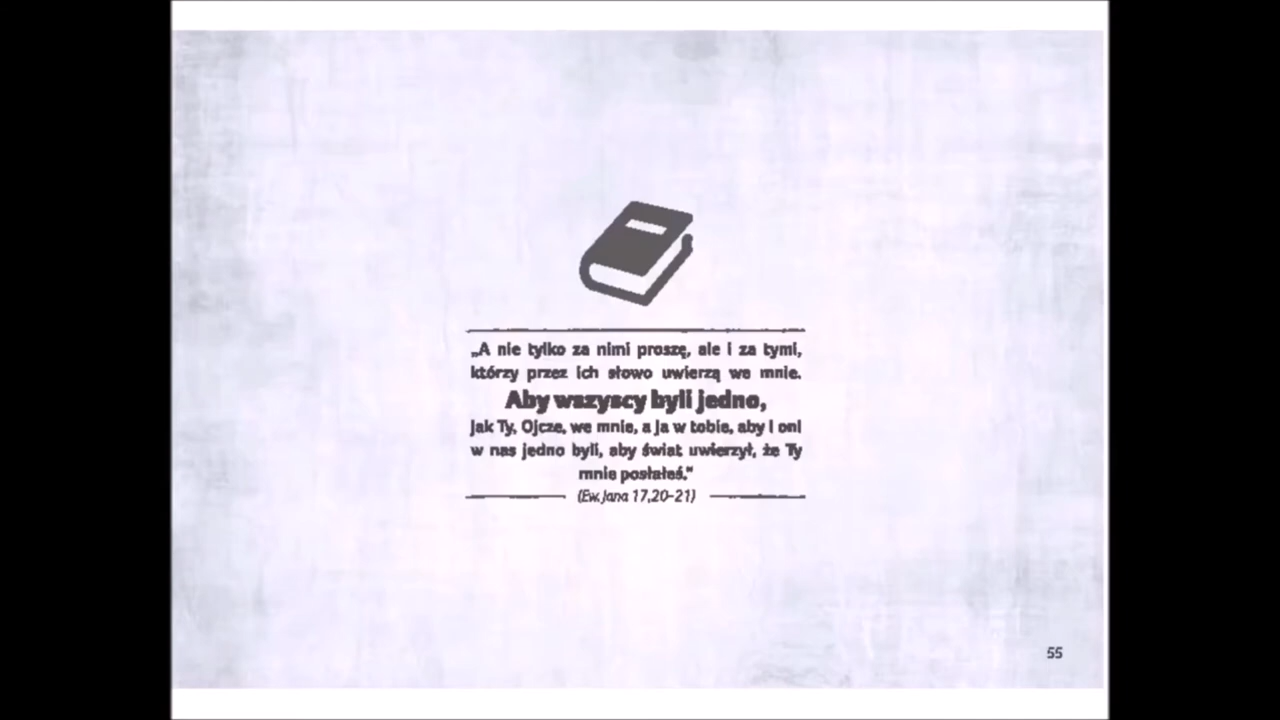 „A nie tylko za nimi proszę, ale i za tymi,
którzy przez ich słowo uwierzą we mnie.
Aby wszyscy byli jedno,
jak Ty, Ojcze, we mnie, a ja w tobie, aby i oni
w nas jedno byli, aby świat uwierzył, że Ty
mnie posłałeś.”
(Ew.Jana 17,20-21)
55